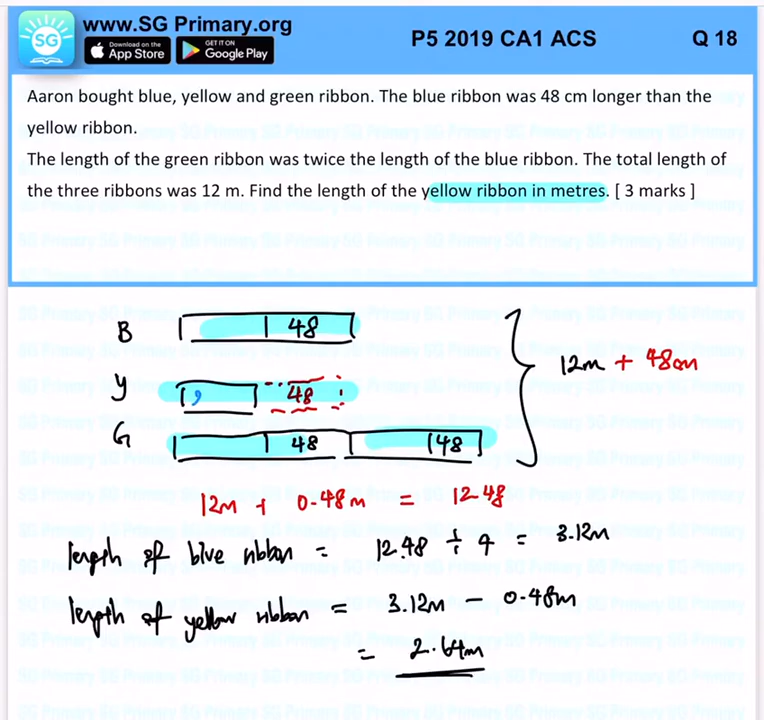 www.SG Primary.org
SG
Download on the App Store
GET IT ON Google Play
P5 2019 CA1 ACS
Q 18
Aaron bought blue, yellow and green ribbon. The blue ribbon was 48 cm longer than the
yellow ribbon.
The length of the green ribbon was twice the length of the blue ribbon. The total length of
the three ribbons was 12 m. Find the length of the yellow ribbon in metres. [ 3 marks ]
B 48
12m + 48cm
Y ? 48
G 48 48
12m + 0.48m = 12.48
length of blue ribbon = 12.48 ÷ 4 = 3.12m
length of yellow ribbon = 3.12m - 0.48m
= 2.64m